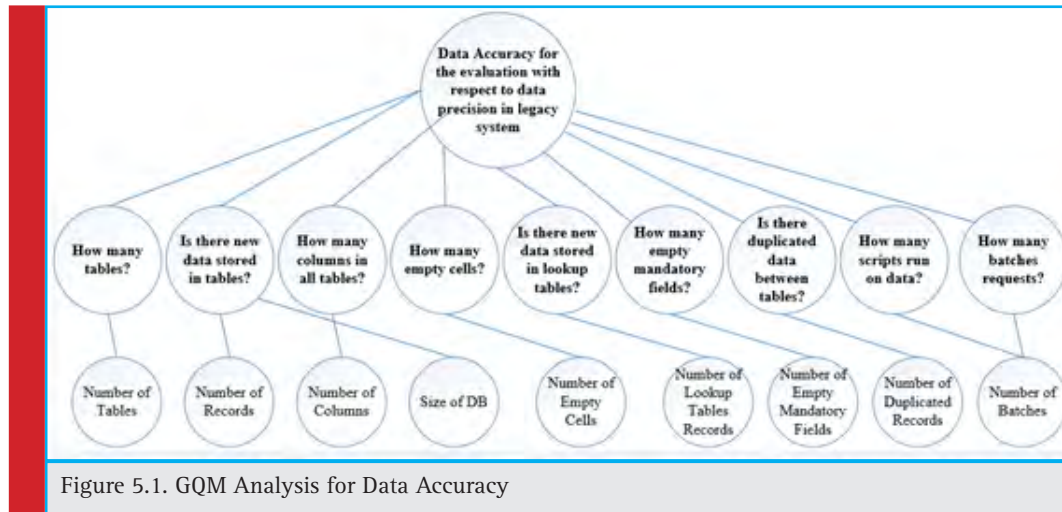 Data Accuracy for
the evaluation with
respect to data
precision in legacy
system
How many
tables?
Is there new
data stored
in tables?
How many
columns in
all tables?
How many
empty cells?
Is there new
data stored
in lookup
tables?
How many
empty
mandatory
fields?
Is there
duplicated
data
between
tables?
How many
scripts run
on data?
How many
batches
requests?
Number of
Tables
Number of
Records
Number of
Columns
Size of DB
Number of
Empty
Cells
Number of
Lookup
Tables
Records
Number of
Empty
Mandatory
Fields
Number of
Duplicated
Records
Number of
Batches
Figure 5.1. GQM Analysis for Data Accuracy